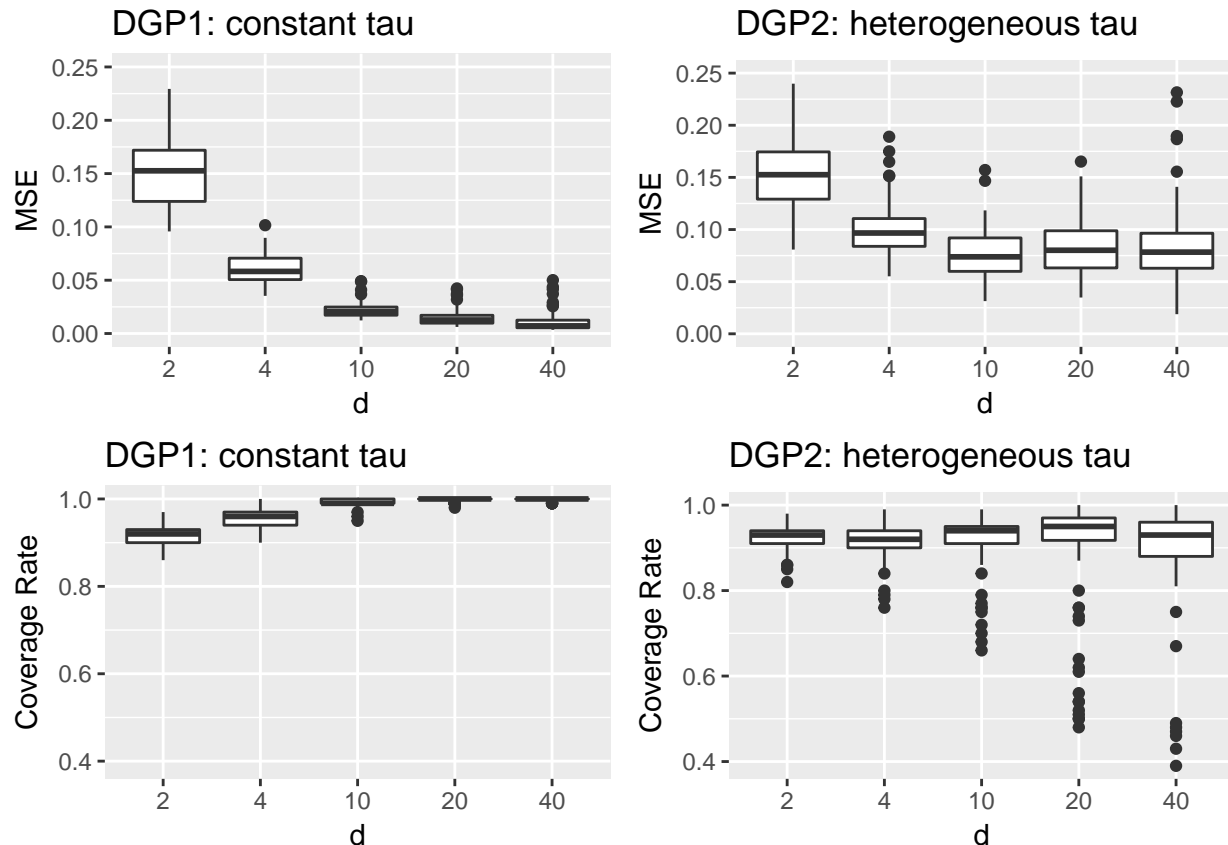 DGP1: constant tau
MSE
0.25
0.20
0.15
0.10
0.05
0.00
2 4 10 20 40
d
DGP2: heterogeneous tau
MSE
0.25
0.20
0.15
0.10
0.05
0.00
2 4 10 20 40
d
DGP1: constant tau
Coverage Rate
1.0
0.8
0.6
0.4
2 4 10 20 40
d
DGP2: heterogeneous tau
Coverage Rate
1.0
0.8
0.6
0.4
2 4 10 20 40
d